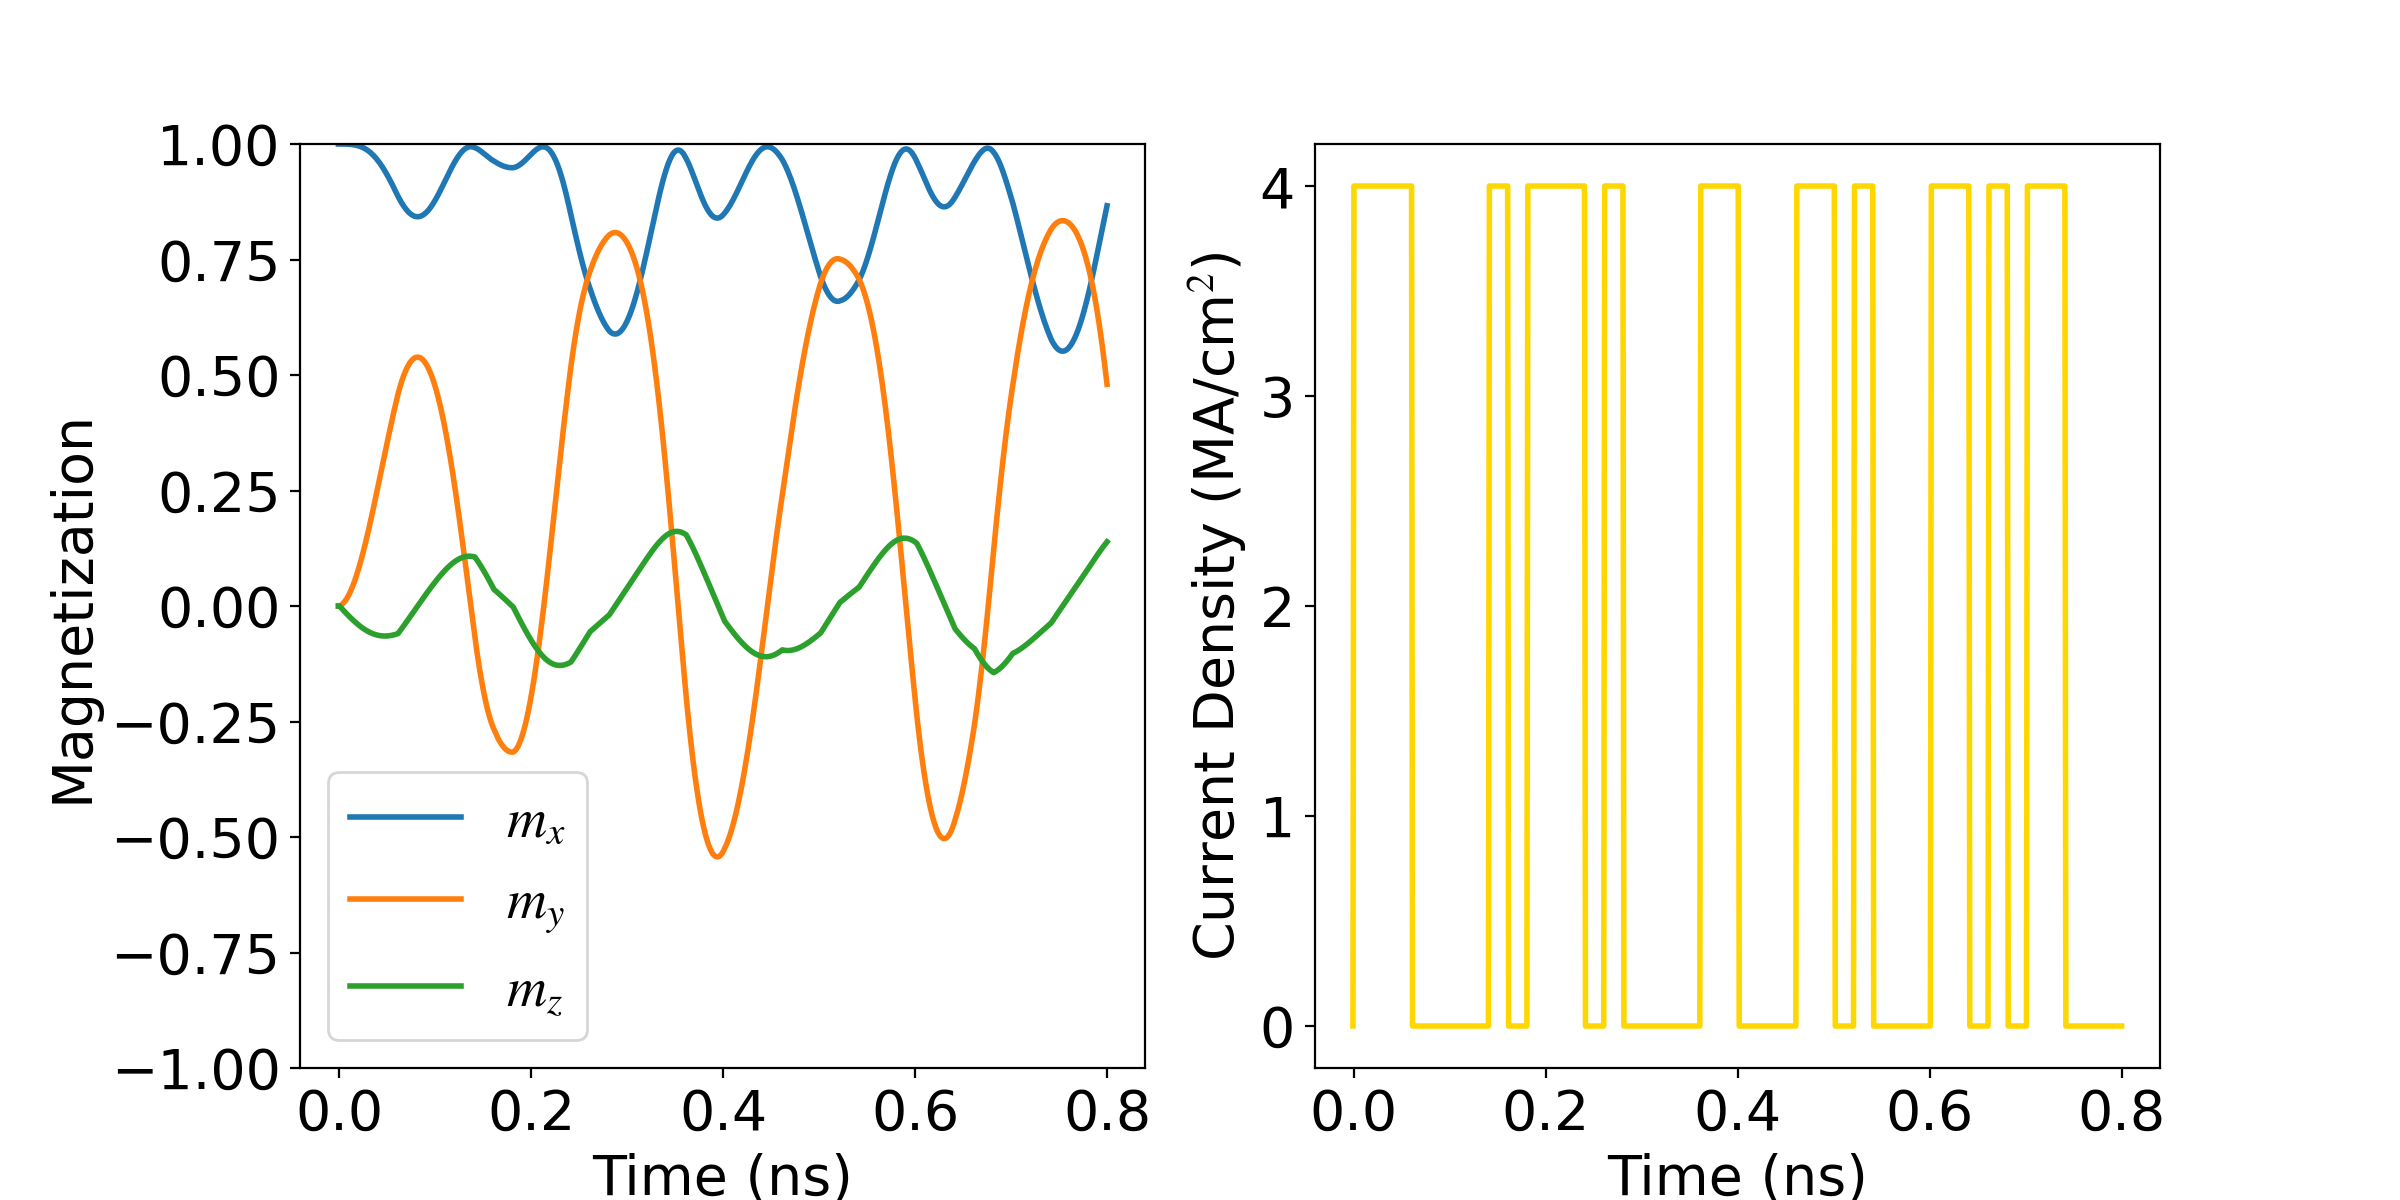 Magnetization
1.00
0.75
0.50
0.25
0.00
−0.25
−0.50
−0.75
−1.00
m_x
m_y
m_z
0.0 0.2 0.4 0.6 0.8
Time (ns)
Current Density (MA/cm²)
4
3
2
1
0
0.0 0.2 0.4 0.6 0.8
Time (ns)